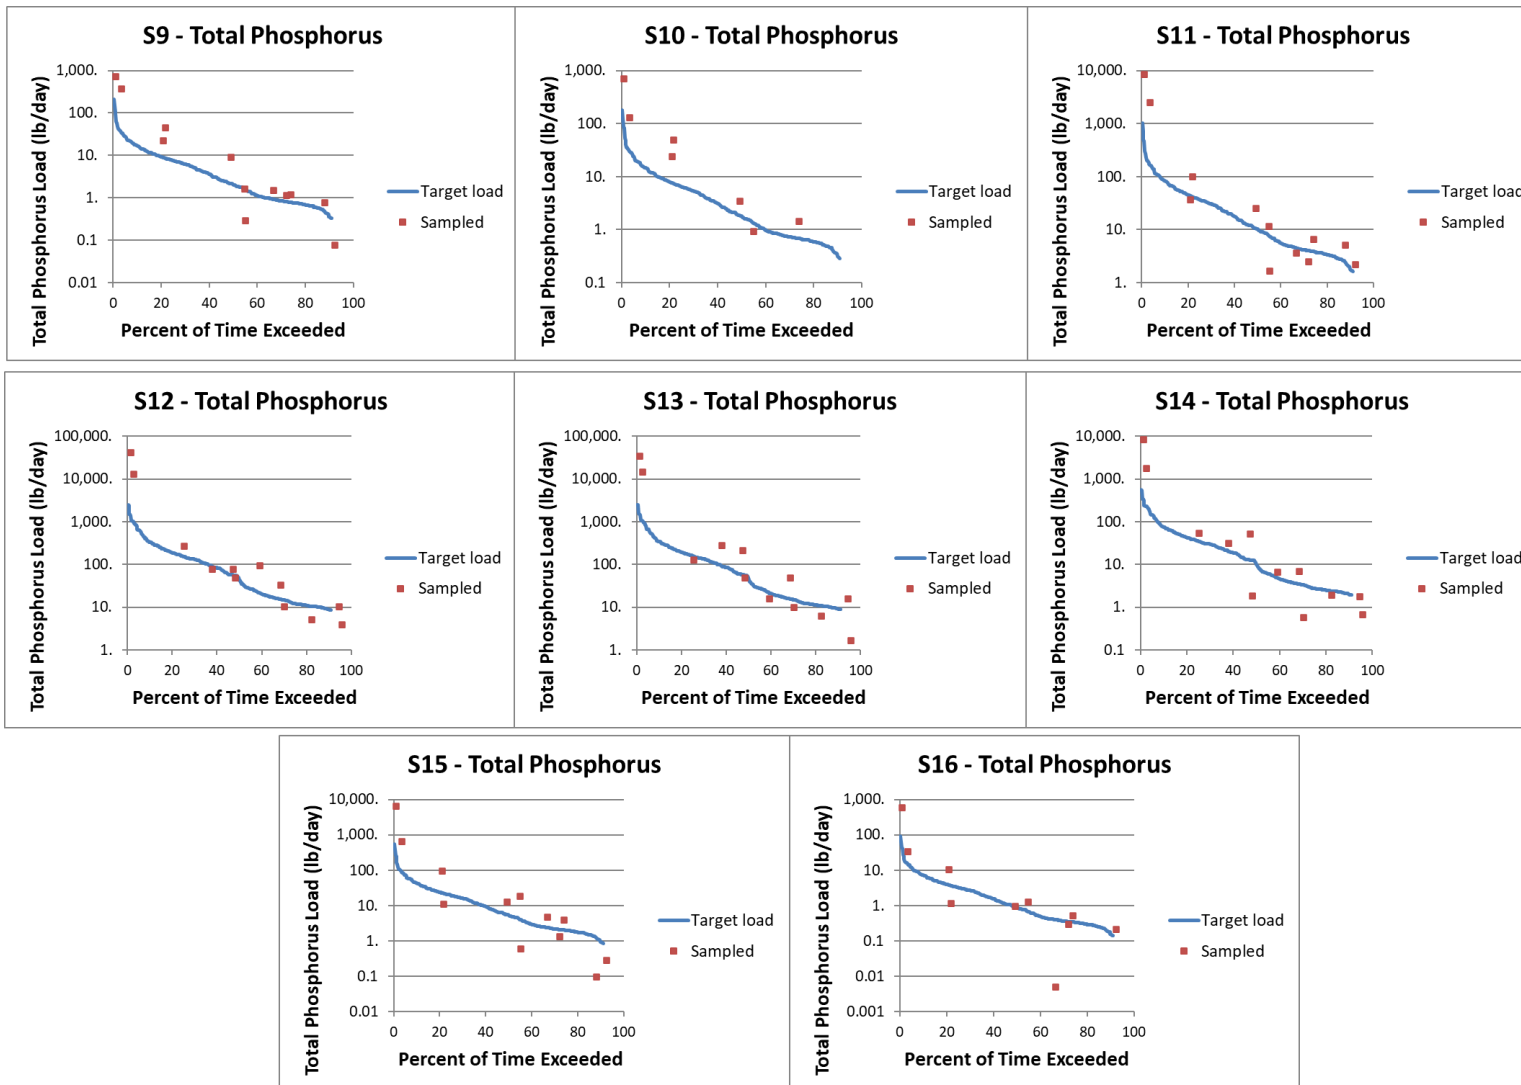 S9 - Total Phosphorus
Total Phosphorus Load (lb/day)
1,000.
100.
10.
1.
0.1
0.01
0 20 40 60 80 100
Percent of Time Exceeded
Target load
Sampled
S10 - Total Phosphorus
Total Phosphorus Load (lb/day)
1,000.
100.
10.
1.
0.1
0 20 40 60 80 100
Percent of Time Exceeded
Target load
Sampled
S11 - Total Phosphorus
Total Phosphorus Load (lb/day)
10,000.
1,000.
100.
10.
1.
0 20 40 60 80 100
Percent of Time Exceeded
Target load
Sampled
S12 - Total Phosphorus
Total Phosphorus Load (lb/day)
100,000.
10,000.
1,000.
100.
10.
1.
0 20 40 60 80 100
Percent of Time Exceeded
Target load
Sampled
S13 - Total Phosphorus
Total Phosphorus Load (lb/day)
100,000.
10,000.
1,000.
100.
10.
1.
0 20 40 60 80 100
Percent of Time Exceeded
Target load
Sampled
S14 - Total Phosphorus
Total Phosphorus Load (lb/day)
10,000.
1,000.
100.
10.
1.
0.1
0 20 40 60 80 100
Percent of Time Exceeded
Target load
Sampled
S15 - Total Phosphorus
Total Phosphorus Load (lb/day)
10,000.
1,000.
100.
10.
1.
0.1
0.01
0 20 40 60 80 100
Percent of Time Exceeded
Target load
Sampled
S16 - Total Phosphorus
Total Phosphorus Load (lb/day)
1,000.
100.
10.
1.
0.1
0.01
0.001
0 20 40 60 80 100
Percent of Time Exceeded
Target load
Sampled